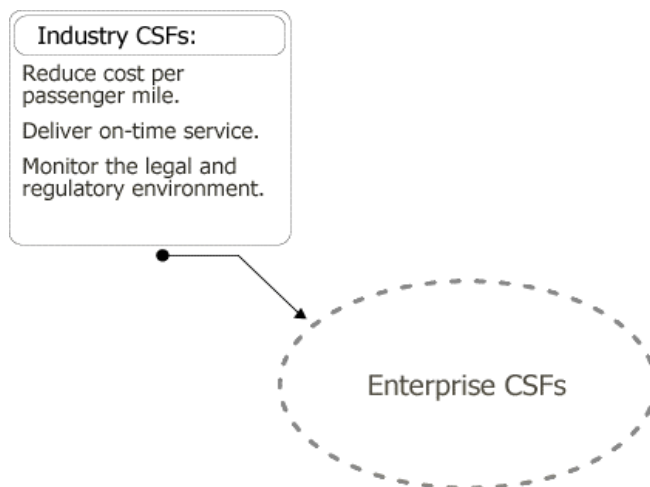 Industry CSFs:
Reduce cost per
passenger mile.
Deliver on-time service.
Monitor the legal and
regulatory environment.
Enterprise CSFs